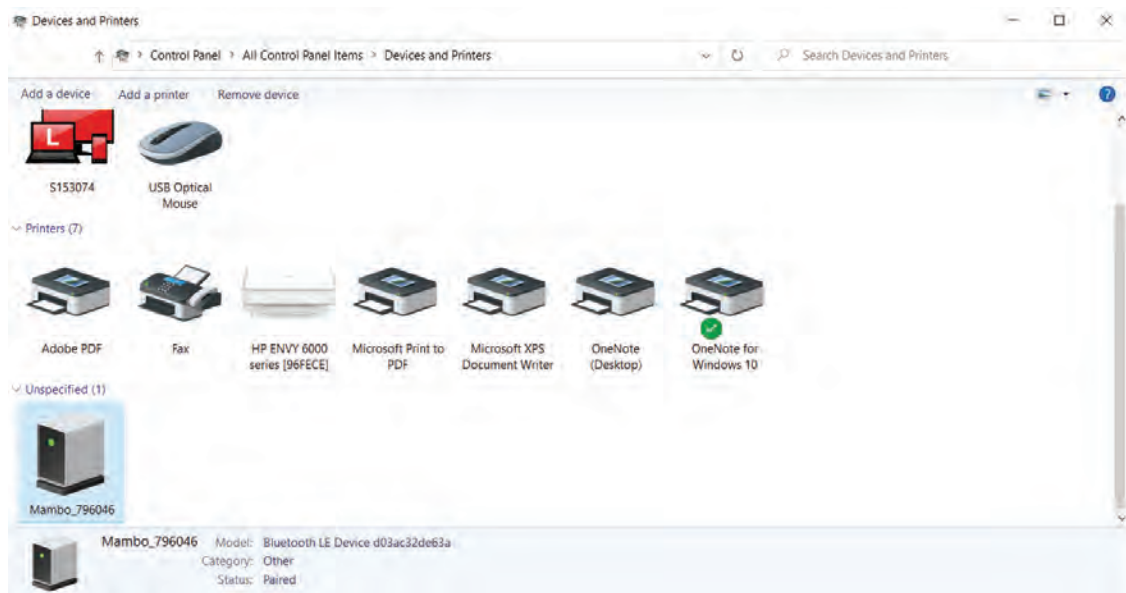 Devices and Printers
Control Panel > All Control Panel Items > Devices and Printers
Search Devices and Printers
Add a device Add a printer Remove device
?
L
S153074
USB Optical
Mouse
Printers (7)
Adobe PDF
Fax
HP ENVY 6000
series [96FECE]
Microsoft Print to
PDF
Microsoft XPS
Document Writer
OneNote
(Desktop)
OneNote for
Windows 10
Unspecified (1)
Mambo_796046
Mambo_796046 Model: Bluetooth LE Device d03ac32de63a
Category: Other
Status: Paired